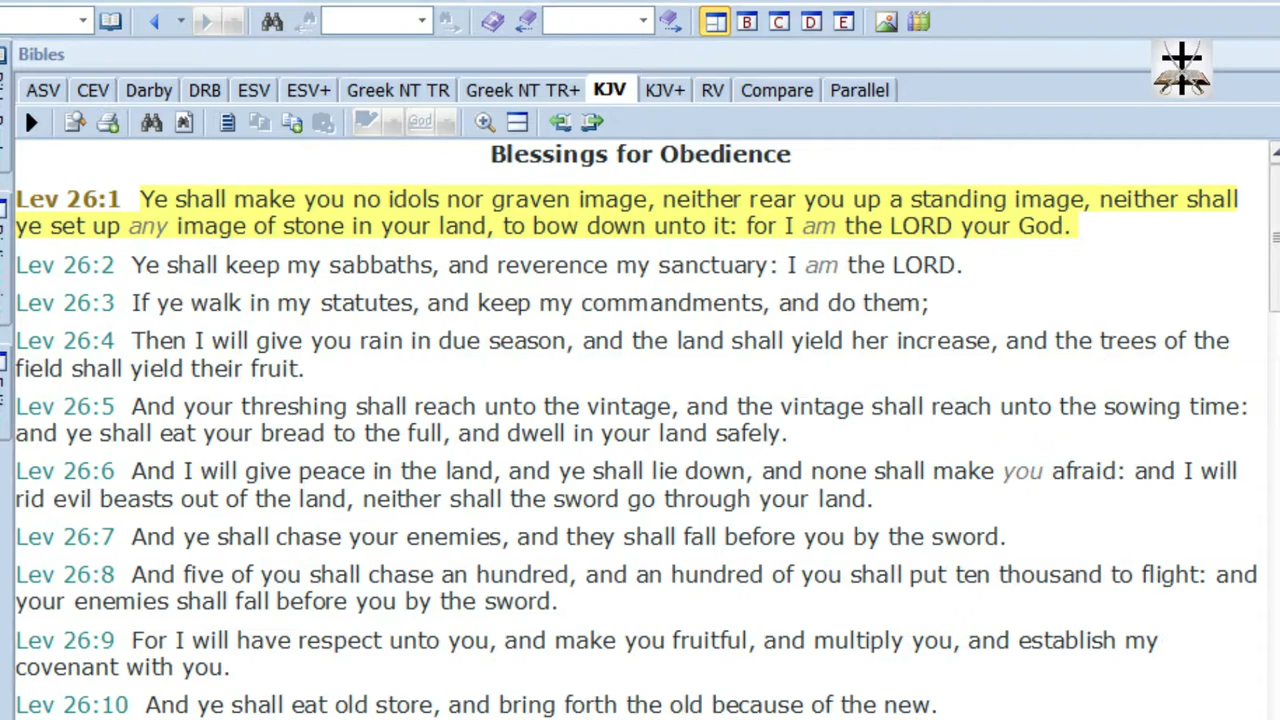 B C D E
Bibles
ASV CEV Darby DRB ESV ESV+ Greek NT TR Greek NT TR+ KJV KJV+ RV Compare Parallel
God
Blessings for Obedience
Lev 26:1 Ye shall make you no idols nor graven image, neither rear you up a standing image, neither shall
ye set up any image of stone in your land, to bow down unto it: for I am the LORD your God.
Lev 26:2 Ye shall keep my sabbaths, and reverence my sanctuary: I am the LORD.
Lev 26:3 If ye walk in my statutes, and keep my commandments, and do them;
Lev 26:4 Then I will give you rain in due season, and the land shall yield her increase, and the trees of the
field shall yield their fruit.
Lev 26:5 And your threshing shall reach unto the vintage, and the vintage shall reach unto the sowing time:
and ye shall eat your bread to the full, and dwell in your land safely.
Lev 26:6 And I will give peace in the land, and ye shall lie down, and none shall make you afraid: and I will
rid evil beasts out of the land, neither shall the sword go through your land.
Lev 26:7 And ye shall chase your enemies, and they shall fall before you by the sword.
Lev 26:8 And five of you shall chase an hundred, and an hundred of you shall put ten thousand to flight: and
your enemies shall fall before you by the sword.
Lev 26:9 For I will have respect unto you, and make you fruitful, and multiply you, and establish my
covenant with you.
Lev 26:10 And ye shall eat old store, and bring forth the old because of the new.